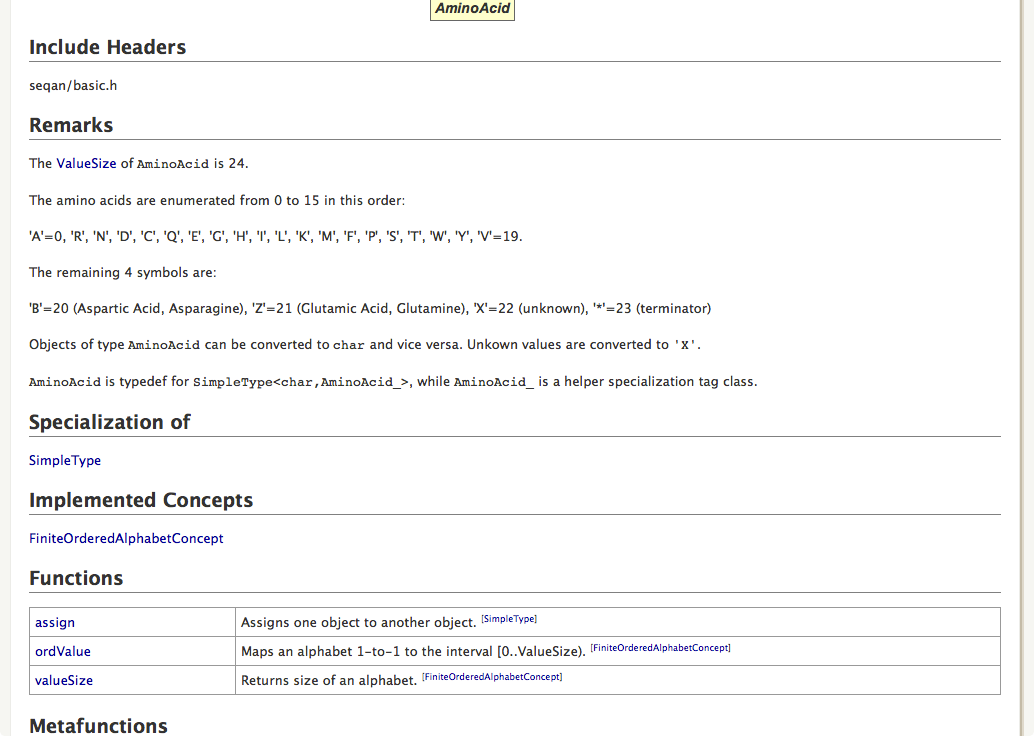 AminoAcid
Include Headers
seqan/basic.h
Remarks
The ValueSize of AminoAcid is 24.
The amino acids are enumerated from 0 to 15 in this order:
'A'=0, 'R', 'N', 'D', 'C', 'Q', 'E', 'G', 'H', 'I', 'L', 'K', 'M', 'F', 'P', 'S', 'T', 'W', 'Y', 'V'=19.
The remaining 4 symbols are:
'B'=20 (Aspartic Acid, Asparagine), 'Z'=21 (Glutamic Acid, Glutamine), 'X'=22 (unknown), '*'=23 (terminator)
Objects of type AminoAcid can be converted to char and vice versa. Unkown values are converted to 'X'.
AminoAcid is typedef for SimpleType<char,AminoAcid_>, while AminoAcid_ is a helper specialization tag class.
Specialization of
SimpleType
Implemented Concepts
FiniteOrderedAlphabetConcept
Functions
assign Assigns one object to another object. [SimpleType]
ordValue Maps an alphabet 1-to-1 to the interval [0..ValueSize). [FiniteOrderedAlphabetConcept]
valueSize Returns size of an alphabet. [FiniteOrderedAlphabetConcept]
Metafunctions